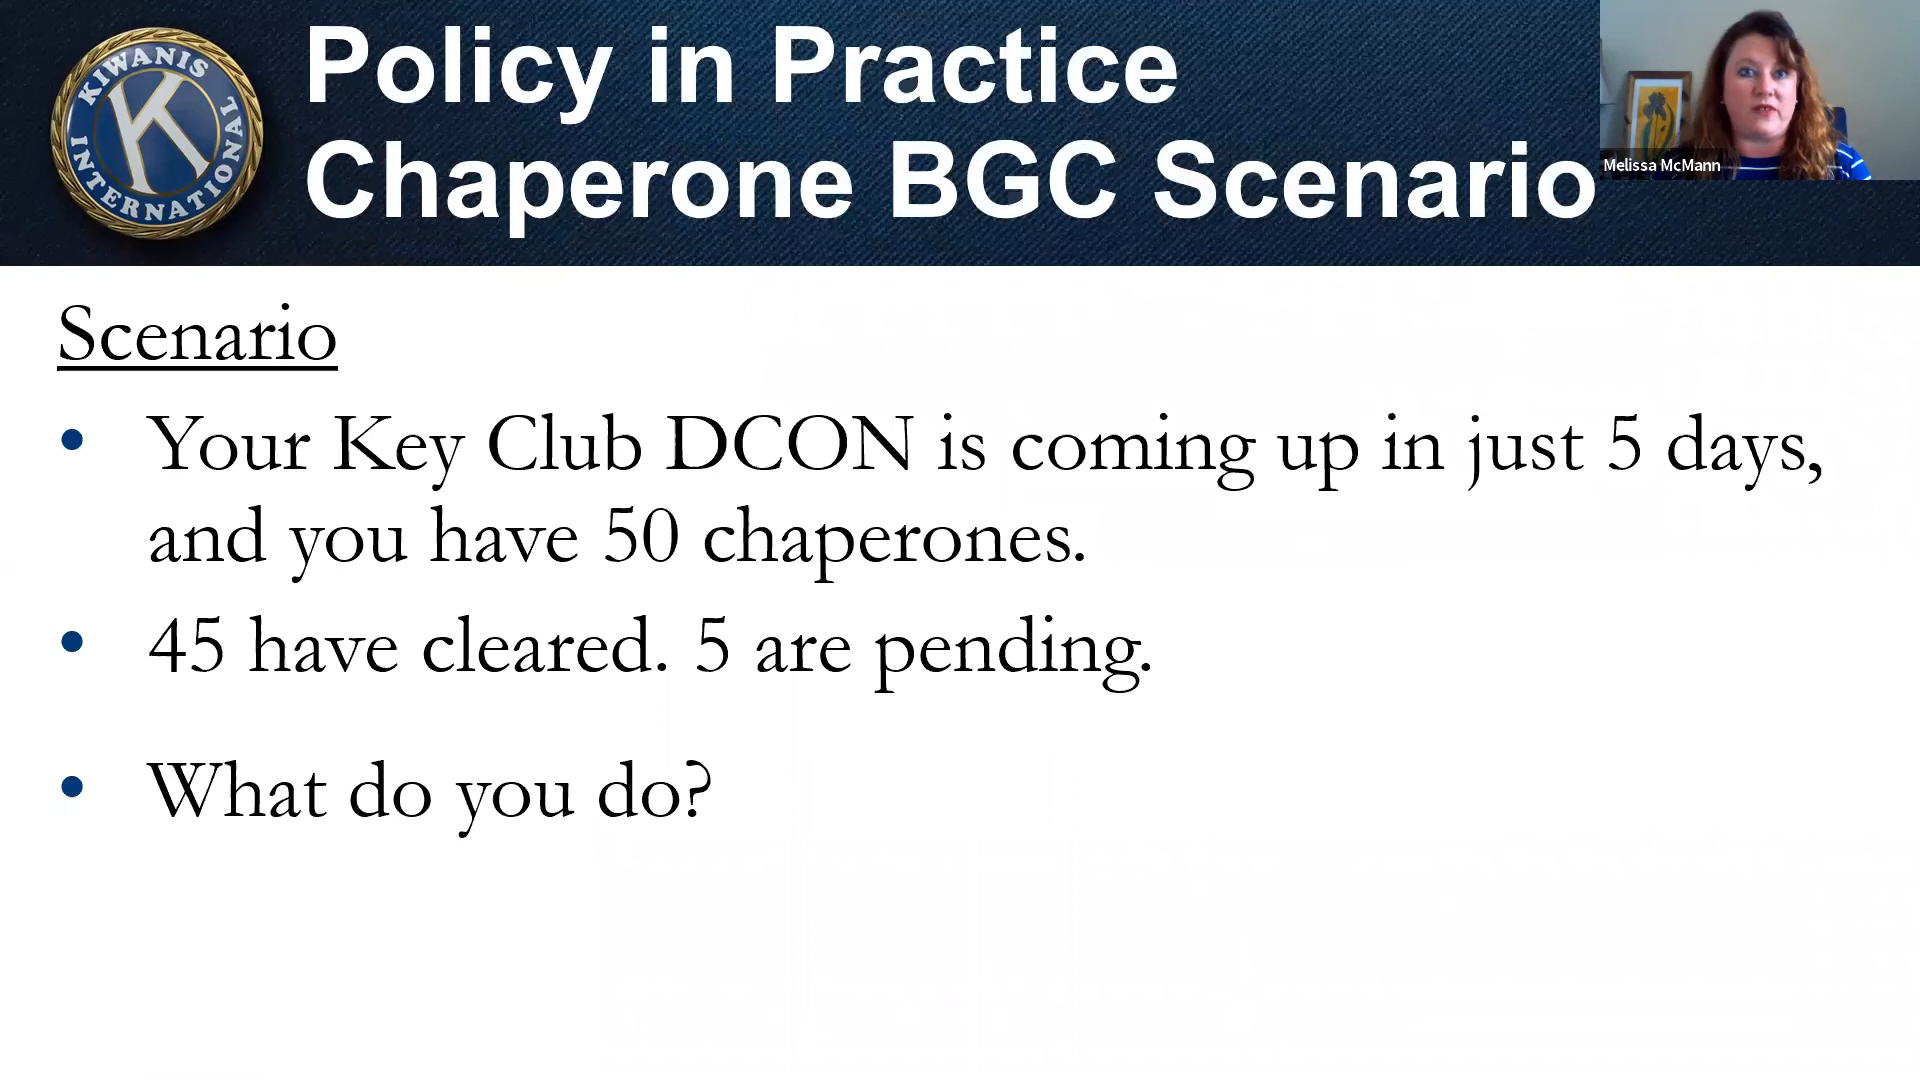 KIWANIS
K
INTERNATIONAL
Policy in Practice
Chaperone BGC Scenario
Melissa McMann
Scenario
• Your Key Club DCON is coming up in just 5 days,
and you have 50 chaperones.
• 45 have cleared. 5 are pending.
• What do you do?